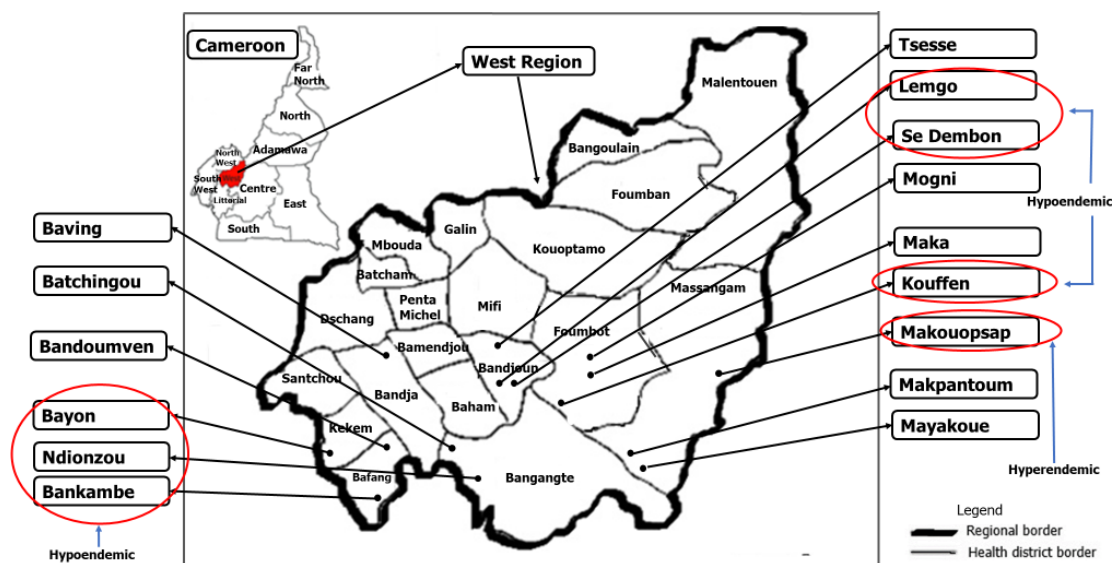 Cameroon
Far
North
North
Adamawa
North
West
South
West
West
Centre
Littorial
East
South
West Region
Malentouen
Bangoulain
Foumban
Galin
Mbouda
Kouoptamo
Batcham
Massangam
Penta
Michel
Mifi
Dschang
Foumbot
Bamendjou
Bandjoun
Santchou
Bandja
Baham
Kekem
Bafang
Bangangte
Baving
Batchingou
Bandoumven
Bayon
Ndionzou
Bankambe
Hypoendemic
Tsesse
Lemgo
Se Dembon
Mogni
Hypoendemic
Maka
Kouffen
Makouopsap
Makpantoum
Mayakoue
Hyperendemic
Legend
Regional border
Health district border